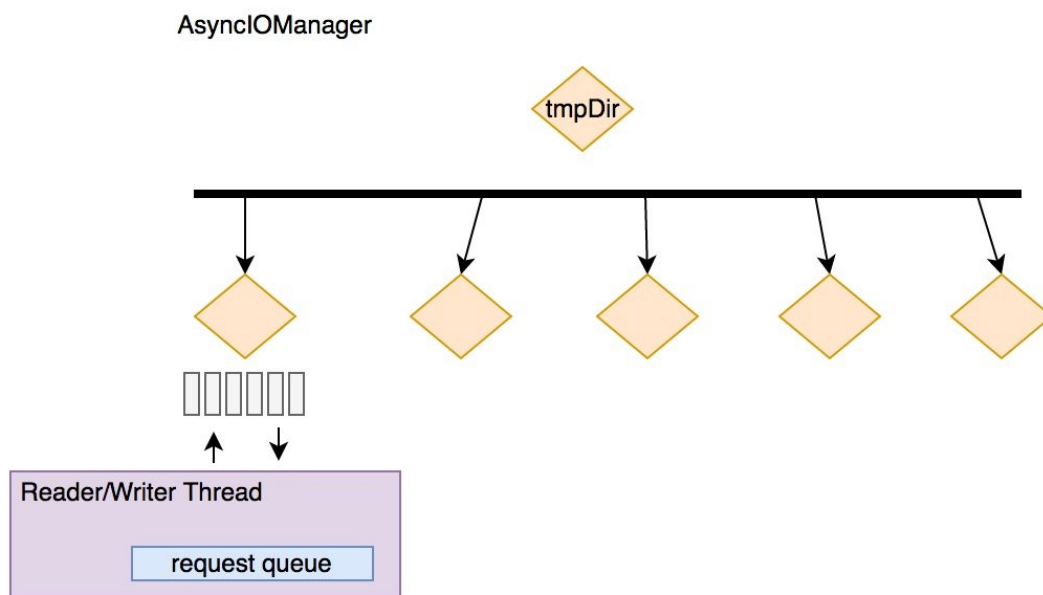 AsyncIOManager
tmpDir
Reader/Writer Thread
request queue